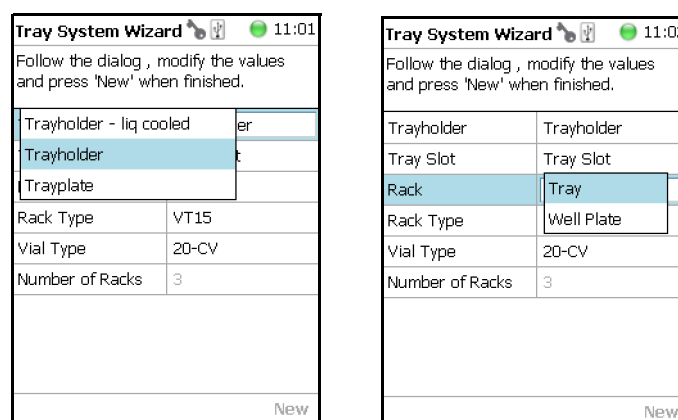 Tray System Wizard 11:01
Follow the dialog , modify the values
and press 'New' when finished.
Trayholder - liq cooled
er
Trayholder
Trayplate
Rack Type VT15
Vial Type 20-CV
Number of Racks 3
New
Tray System Wizard
Follow the dialog , modify the values
and press 'New' when finished.
Trayholder Trayholder
Tray Slot Tray Slot
Rack Tray
Rack Type Well Plate
Vial Type 20-CV
Number of Racks 3
New